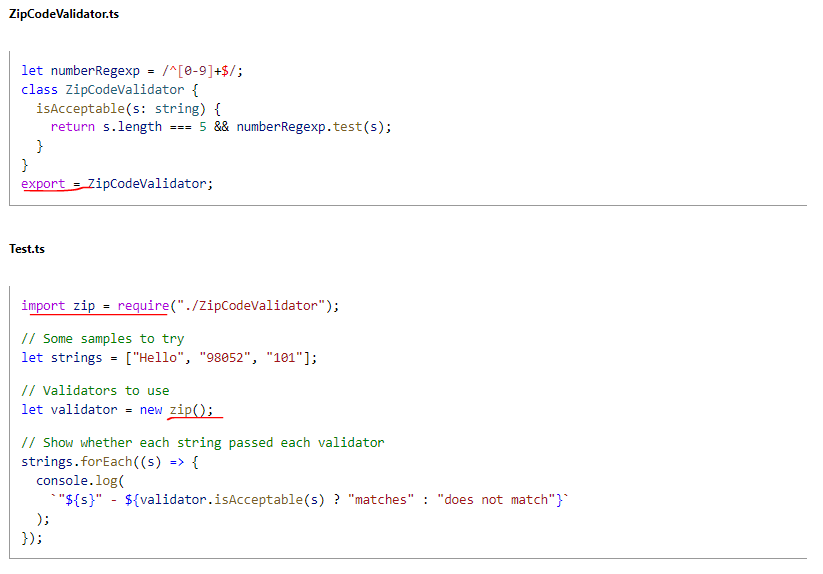 ZipCodeValidator.ts
let numberRegexp = /^[0-9]+$/;
class ZipCodeValidator {
  isAcceptable(s: string) {
    return s.length === 5 && numberRegexp.test(s);
  }
}
export = ZipCodeValidator;
Test.ts
import zip = require("./ZipCodeValidator");
// Some samples to try
let strings = ["Hello", "98052", "101"];
// Validators to use
let validator = new zip();
// Show whether each string passed each validator
strings.forEach((s) => {
  console.log(
    `"${s}" - ${validator.isAcceptable(s) ? "matches" : "does not match"}`
  );
});